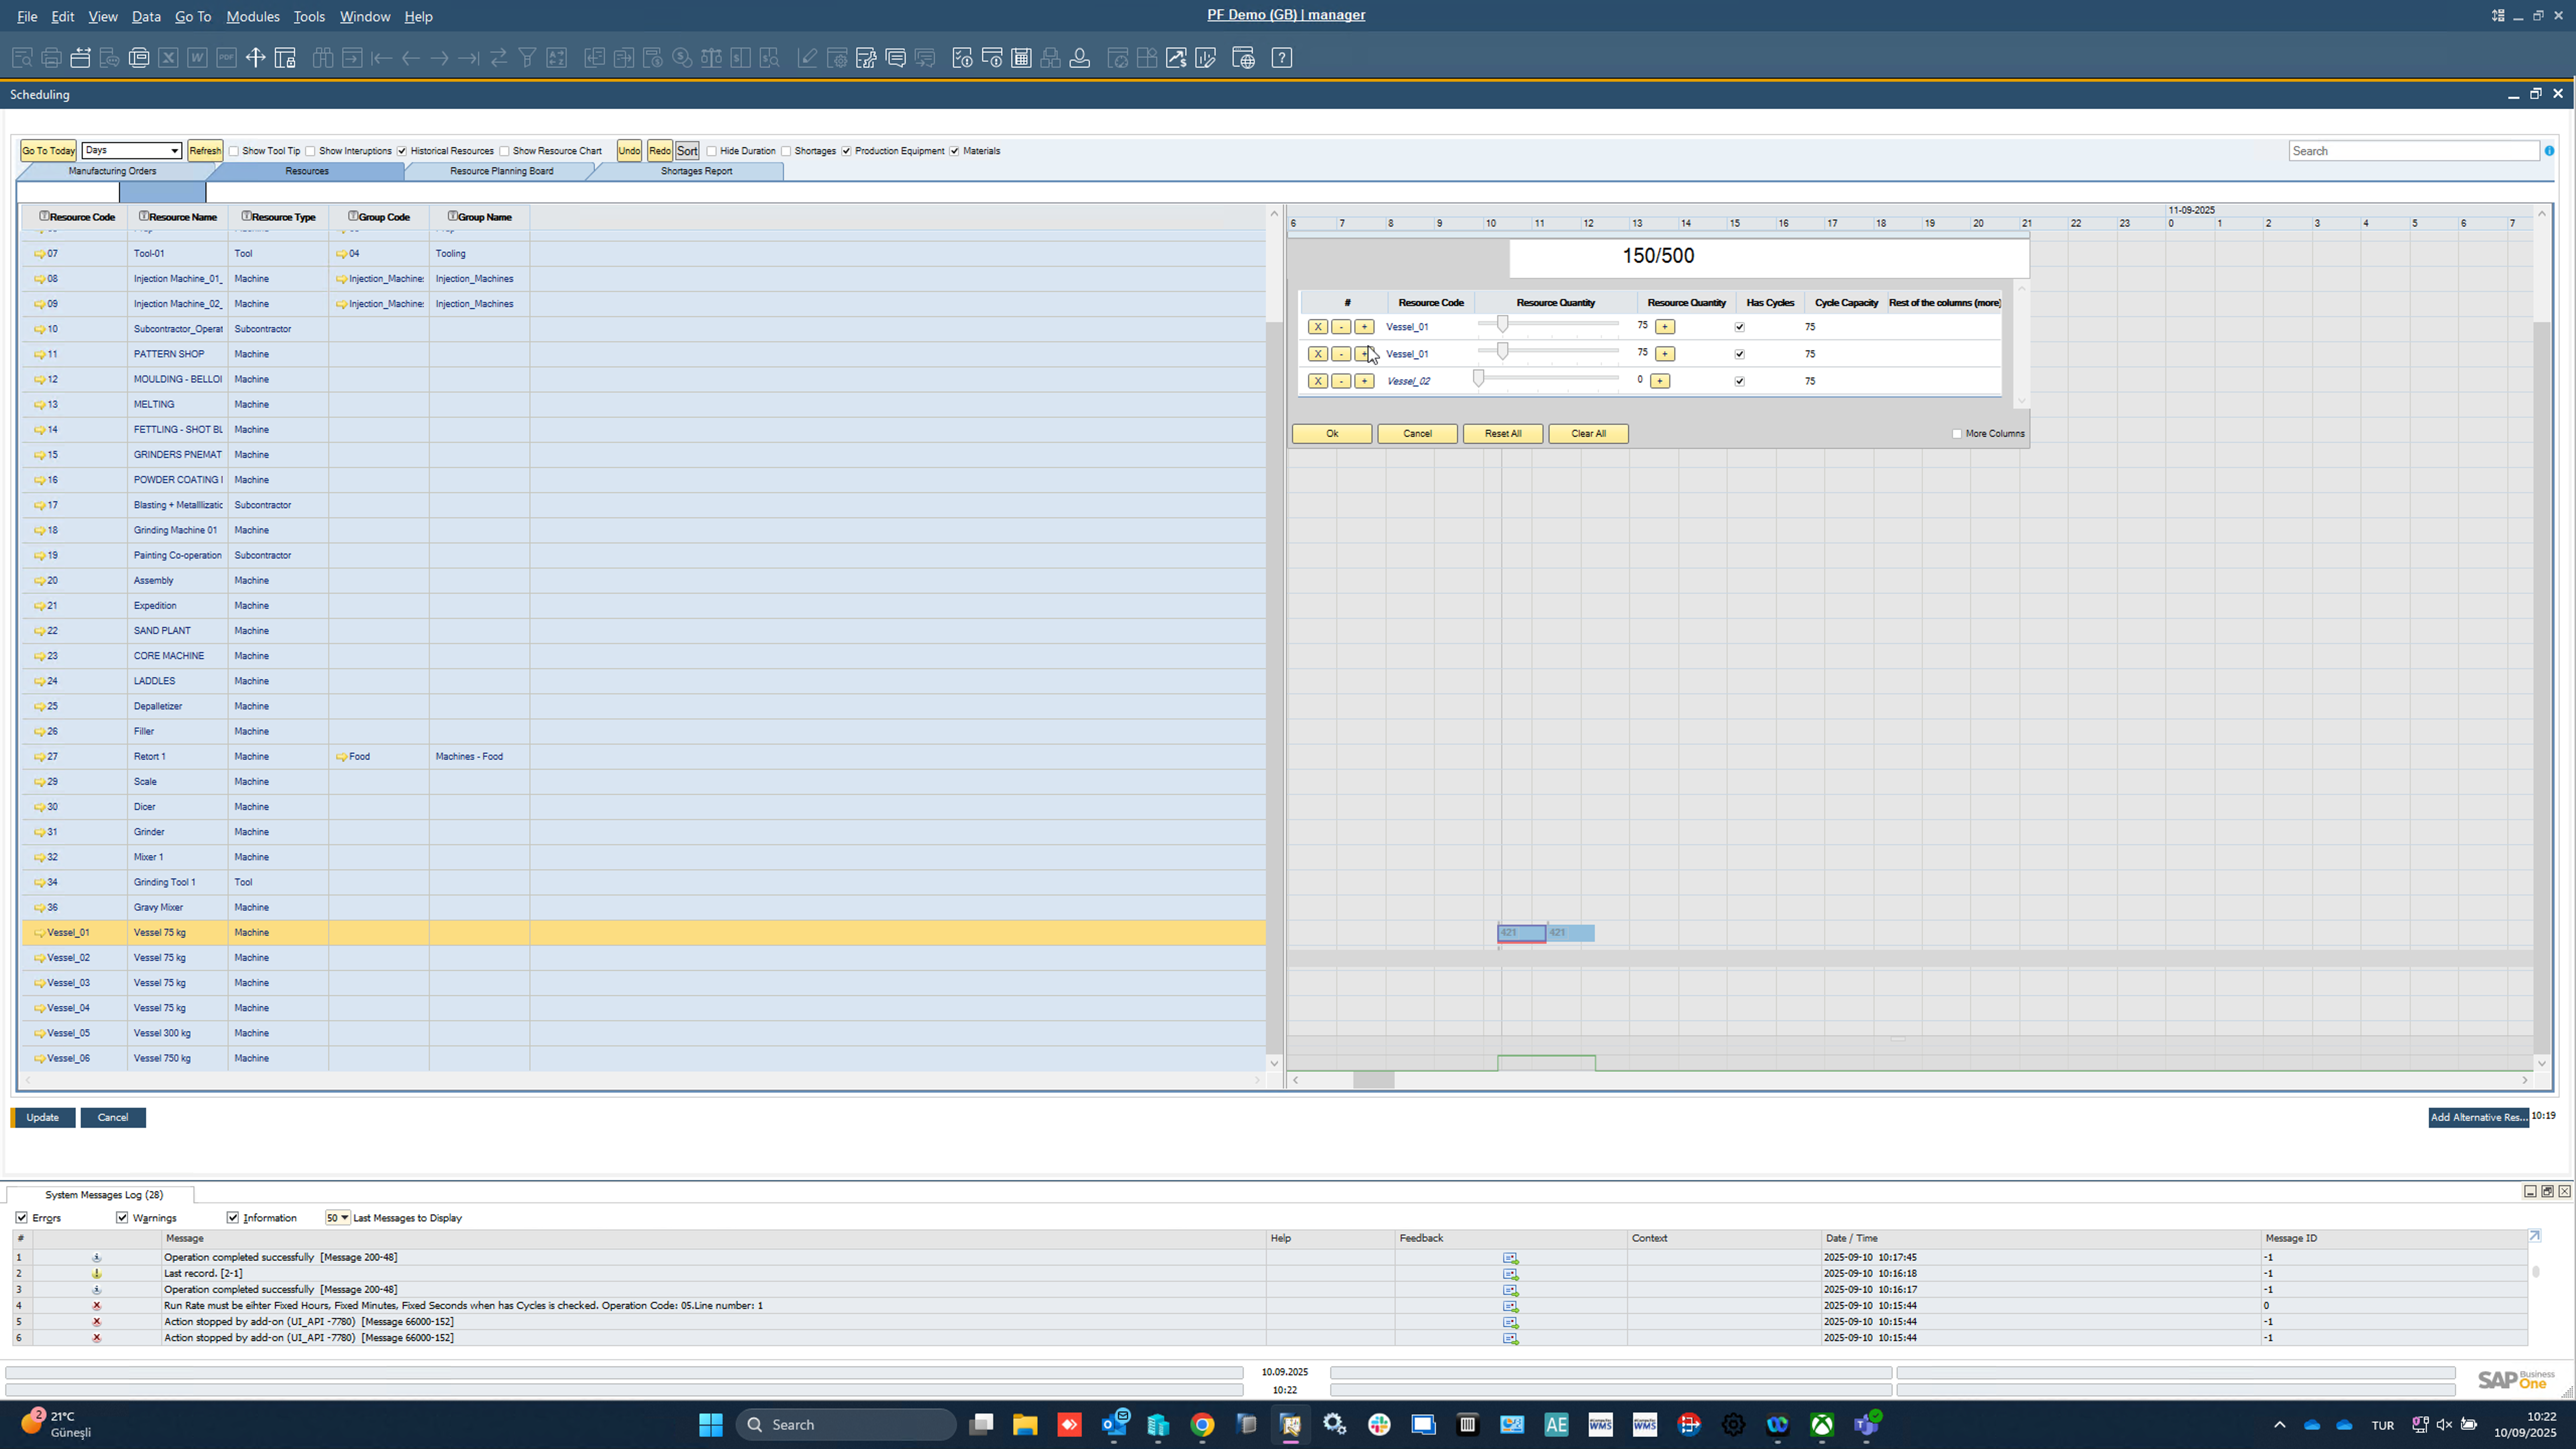 File Edit View Data Go To Modules Tools Window Help
PF Demo (GB) | manager
Scheduling
Go To Today Days Refresh Show Tool Tip Show Interuptions Historical Resources Show Resource Chart Undo Redo Sort Hide Duration Shortages Production Equipment Materials Search
Manufacturing Orders Resources Resource Planning Board Shortages Report
11-09-2025
Resource Code Resource Name Resource Type Group Code Group Name
6 7 8 9 10 11 12 13 14 15 16 17 18 19 20 21 22 23 0 1 2 3 4 5 6 7
07 Tool-01 Tool 04 Tooling
08 Injection Machine_01_ Machine Injection_Machine: Injection_Machines
09 Injection Machine_02_ Machine Injection_Machine: Injection_Machines
10 Subcontractor_Operat Subcontractor
11 PATTERN SHOP Machine
12 MOULDING - BELLOI Machine
13 MELTING Machine
14 FETTLING - SHOT BL Machine
15 GRINDERS PNEMAT Machine
16 POWDER COATING I Machine
17 Blasting + Metalllizatic Subcontractor
18 Grinding Machine 01 Machine
19 Painting Co-operation Subcontractor
20 Assembly Machine
21 Expedition Machine
22 SAND PLANT Machine
23 CORE MACHINE Machine
24 LADDLES Machine
25 Depalletizer Machine
26 Filler Machine
27 Retort 1 Machine Food Machines - Food
29 Scale Machine
30 Dicer Machine
31 Grinder Machine
32 Mixer 1 Machine
34 Grinding Tool 1 Tool
36 Gravy Mixer Machine
Vessel_01 Vessel 75 kg Machine
Vessel_02 Vessel 75 kg Machine
Vessel_03 Vessel 75 kg Machine
Vessel_04 Vessel 75 kg Machine
Vessel_05 Vessel 300 kg Machine
Vessel_06 Vessel 750 kg Machine
150/500
# Resource Code Resource Quantity Resource Quantity Has Cycles Cycle Capacity Rest of the columns (more)
X - + Vessel_01 75 + 75
X - + Vessel_01 75 + 75
X - + Vessel_02 0 + 75
Ok Cancel Reset All Clear All More Columns
421 421
Update Cancel
Add Alternative Res... 10:19
System Messages Log (28)
Errors Warnings Information 50 Last Messages to Display
# Message Help Feedback Context Date / Time Message ID
1 Operation completed successfully [Message 200-48] 2025-09-10 10:17:45 -1
2 Last record. [2-1] 2025-09-10 10:16:18 -1
3 Operation completed successfully [Message 200-48] 2025-09-10 10:16:17 -1
4 Run Rate must be eihter Fixed Hours, Fixed Minutes, Fixed Seconds when has Cycles is checked. Operation Code: 05.Line number: 1 2025-09-10 10:15:44 0
5 Action stopped by add-on (UI_API -7780) [Message 66000-152] 2025-09-10 10:15:44 -1
6 Action stopped by add-on (UI_API -7780) [Message 66000-152] 2025-09-10 10:15:44 -1
10.09.2025
10:22
SAP Business One
2 21°C
Güneşli
Search
AE WMS WMS
TUR
10:22
10/09/2025